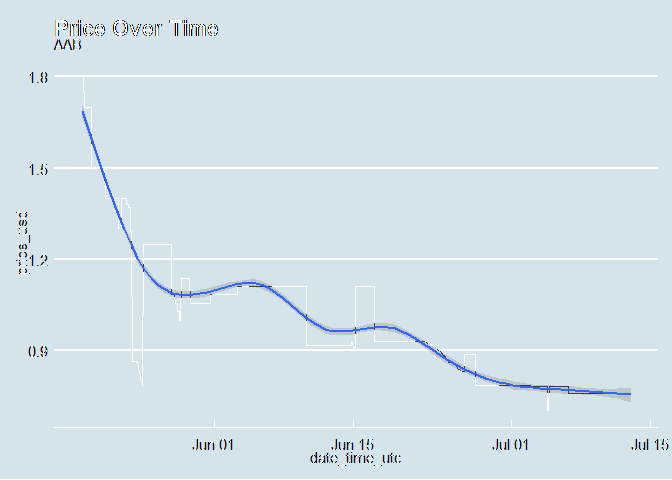 Price Over Time
AAB
1.8
1.5
1.2
0.9
price_usd
Jun 01
Jun 15
Jul 01
Jul 15
date_time_utc